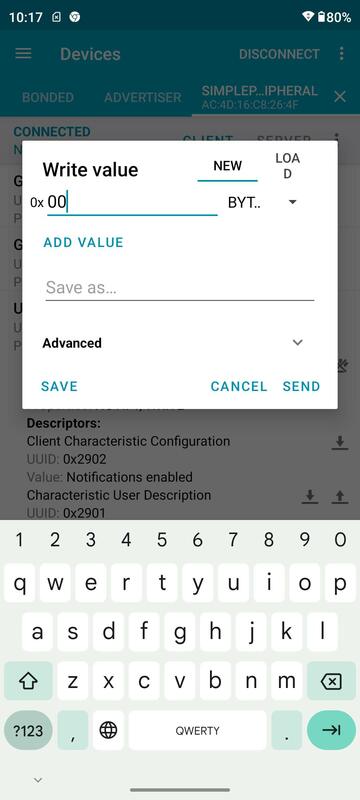 10:17
80%
Devices
DISCONNECT
BONDED
ADVERTISER
SIMPLEP...IPHERAL
AC:4D:16:C8:26:4F
CONNECTED
CLIENT
SERVER
Write value
NEW
LOA
D
0x 00
BYT..
ADD VALUE
Save as...
Advanced
SAVE
CANCEL
SEND
Descriptors:
Client Characteristic Configuration
UUID: 0x2902
Value: Notifications enabled
Characteristic User Description
UUID: 0x2901
1 2 3 4 5 6 7 8 9 0
q w e r t y u i o p
a s d f g h j k l
z x c v b n m
?123 , QWERTY .